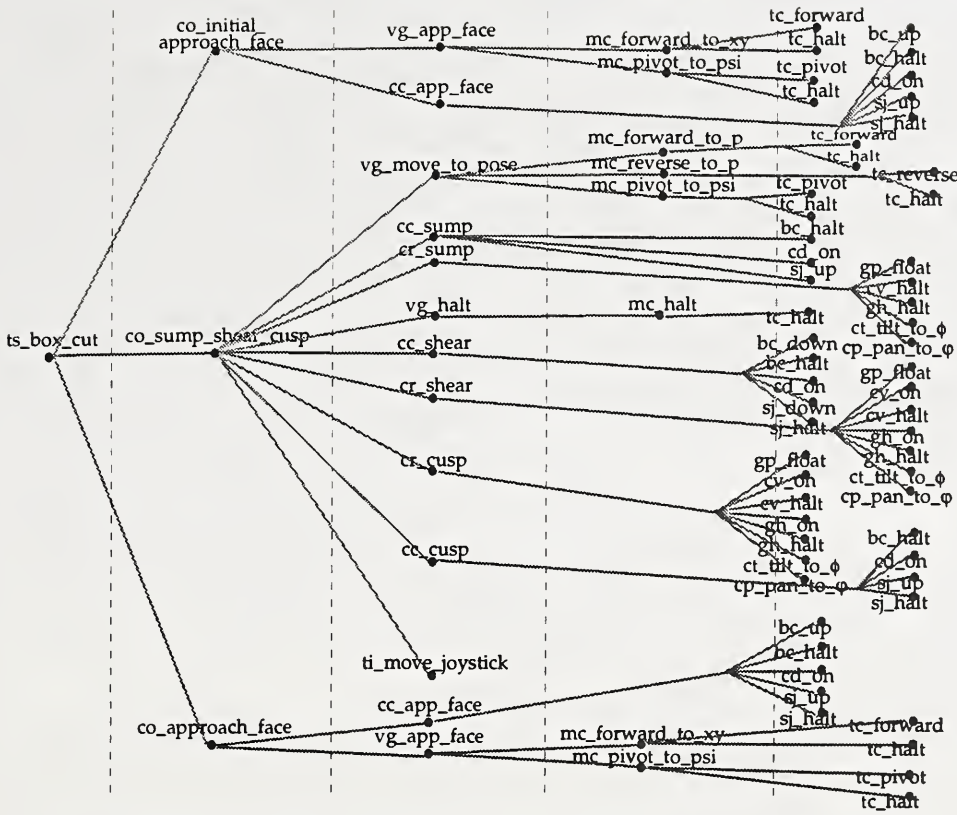 co_initial_
approach_face
vg_app_face
mc_forward_to_xy
tc_forward
tc_halt
mc_pivot_to_psi
tc_pivot
tc_halt
cc_app_face
bc_up
bc_halt
cd_on
sj_up
sj_halt
vg_move_to_pose
mc_forward_to_p
tc_forward
tc_halt
mc_reverse_to_p
tc_reverse
tc_halt
mc_pivot_to_psi
tc_pivot
tc_halt
cc_sump
bc_halt
cd_on
sj_up
cr_sump
gp_float
cv_halt
gh_halt
ct_tilt_to_ϕ
cp_pan_to_φ
vg_halt
mc_halt
tc_halt
ts_box_cut
co_sump_shear_cusp
cc_shear
bc_down
bc_halt
cd_on
sj_down
sj_halt
cr_shear
gp_float
cv_on
cv_halt
gh_on
gh_halt
ct_tilt_to_ϕ
cp_pan_to_φ
cr_cusp
gp_float
cv_on
cv_halt
gh_on
gh_halt
ct_tilt_to_ϕ
cp_pan_to_φ
cc_cusp
bc_halt
cd_on
sj_up
sj_halt
ti_move_joystick
co_approach_face
cc_app_face
bc_up
bc_halt
cd_on
sj_up
sj_halt
vg_app_face
mc_forward_to_xy
tc_forward
tc_halt
mc_pivot_to_psi
tc_pivot
tc_halt